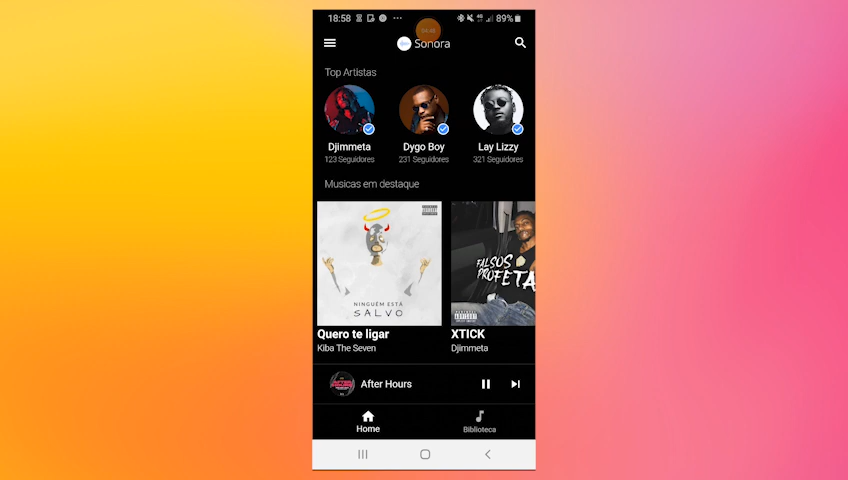 18:58
89%
Sonora
Top Artistas
Djimmeta
Dygo Boy
Lay Lizzy
123 Seguidores
231 Seguidores
321 Seguidores
Musicas em destaque
NINGUÉM ESTÁ
SALVO
FALSOS
PROFETA
Quero te ligar
XTICK
Kiba The Seven
Djimmeta
After Hours
Home
Biblioteca